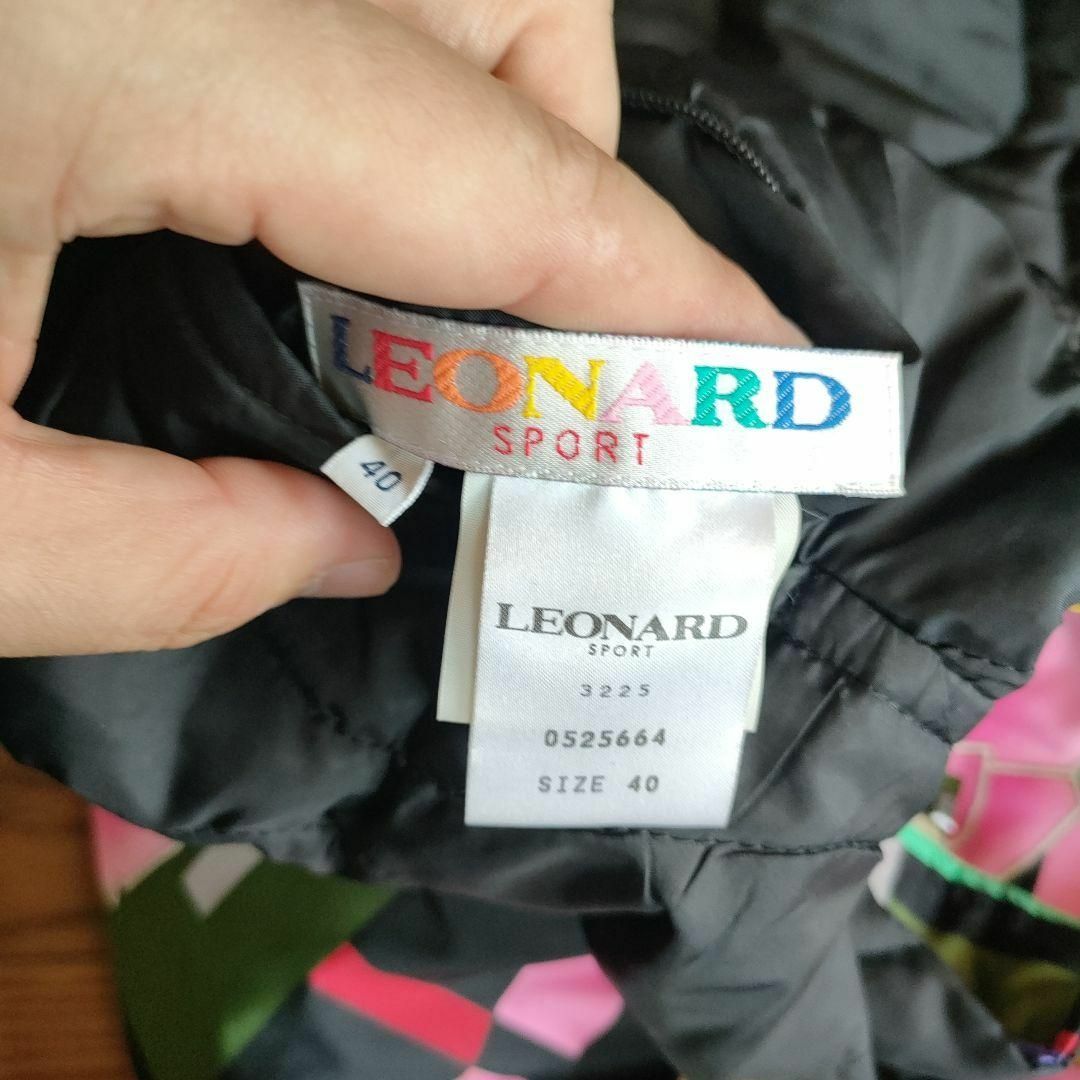 LEONARD
SPORT
40
LEONARD
SPORT
3225
0525664
SIZE 40